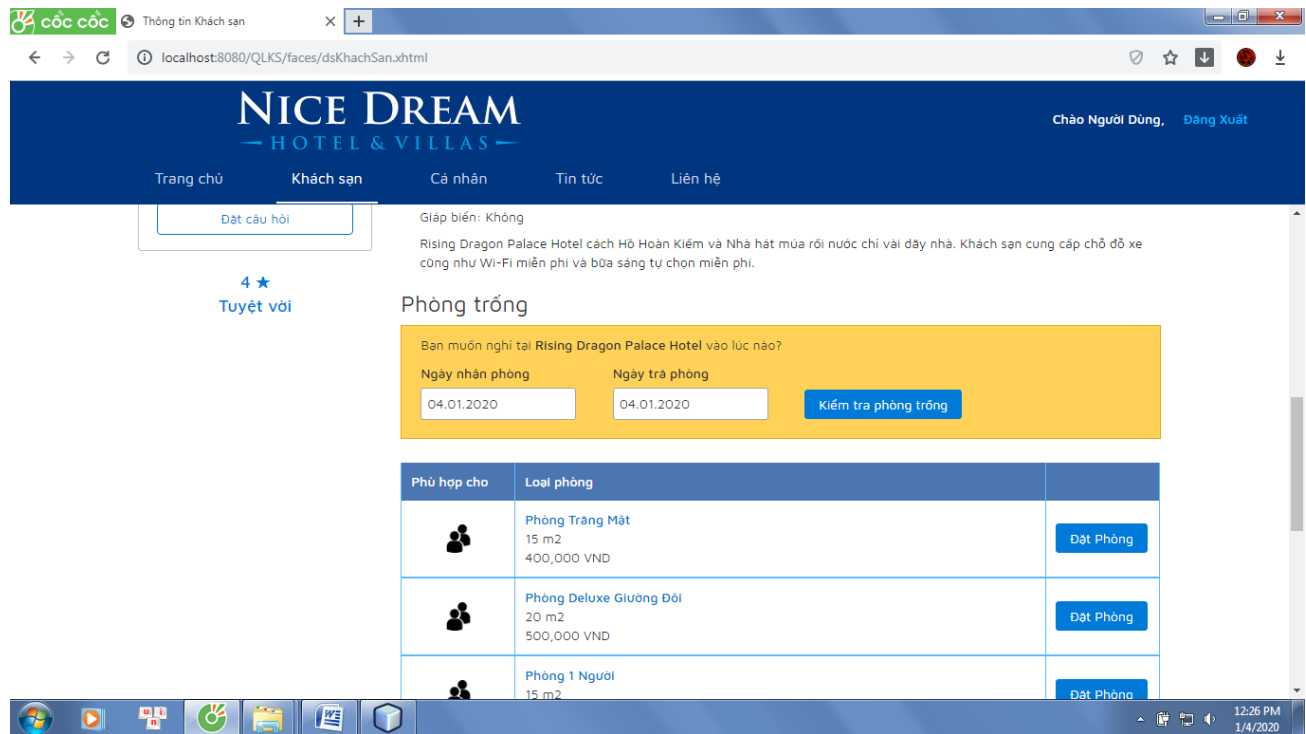 cốc cốc
Thông tin Khách sạn
localhost:8080/QLKS/faces/dsKhachSan.xhtml
NICE DREAM
HOTEL & VILLAS
Chào Người Dùng, Đăng Xuất
Trang chủ Khách sạn Cá nhân Tin tức Liên hệ
Đặt câu hỏi
4 ★
Tuyệt vời
Giáp biển: Không
Rising Dragon Palace Hotel cách Hồ Hoàn Kiếm và Nhà hát múa rối nước chỉ vài dãy nhà. Khách sạn cung cấp chỗ đỗ xe
cũng như Wi-Fi miễn phí và bữa sáng tự chọn miễn phí.
Phòng trống
Bạn muốn nghỉ tại Rising Dragon Palace Hotel vào lúc nào?
Ngày nhận phòng Ngày trả phòng
04.01.2020 04.01.2020 Kiểm tra phòng trống
Phù hợp cho Loại phòng
Phòng Trăng Mật
15 m2
400,000 VND
Đặt Phòng
Phòng Deluxe Giường Đôi
20 m2
500,000 VND
Đặt Phòng
Phòng 1 Người
15 m2
Đặt Phòng
12:26 PM
1/4/2020